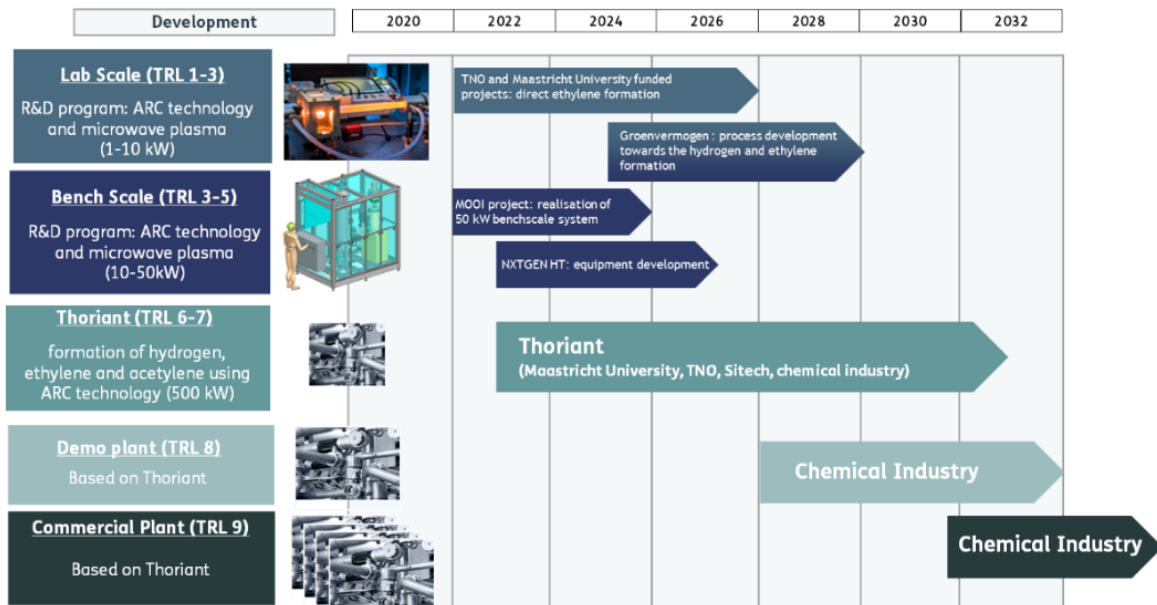 Development
2020 2022 2024 2026 2028 2030 2032
Lab Scale (TRL 1-3)
R&D program: ARC technology
and microwave plasma
(1-10 kW)
TNO and Maastricht University funded
projects: direct ethylene formation
Groenvermogen : process development
towards the hydrogen and ethylene
formation
Bench Scale (TRL 3-5)
R&D program: ARC technology
and microwave plasma
(10-50kW)
MOOI project: realisation of
50 kW benchscale system
NXTGEN HT: equipment development
Thoriant (TRL 6-7)
formation of hydrogen,
ethylene and acetylene using
ARC technology (500 kW)
Thoriant
(Maastricht University, TNO, Sitech, chemical industry)
Demo plant (TRL 8)
Based on Thoriant
Chemical Industry
Commercial Plant (TRL 9)
Based on Thoriant
Chemical Industry